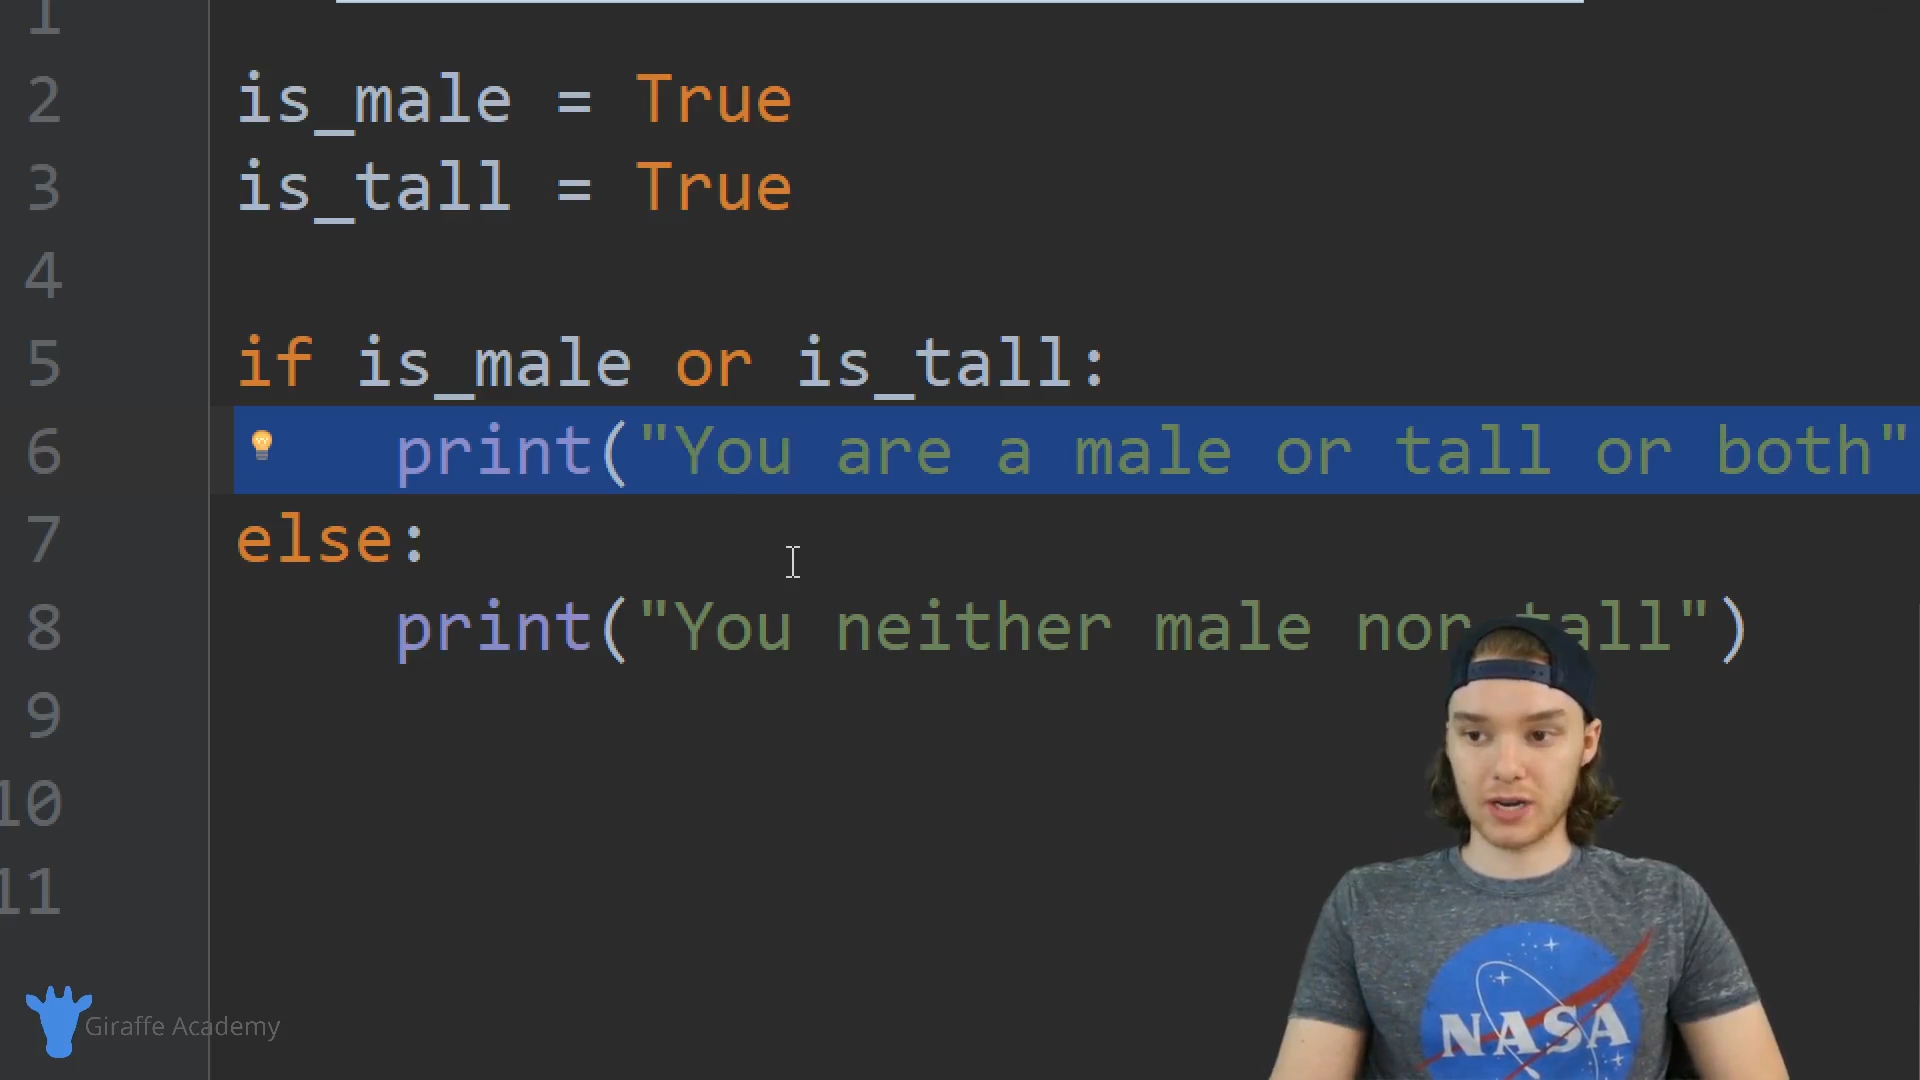 1
2 is_male = True
3 is_tall = True
4
5 if is_male or is_tall:
6 print("You are a male or tall or both"
7 else:
8 print("You neither male nor tall")
9
10
11
Giraffe Academy
NASA